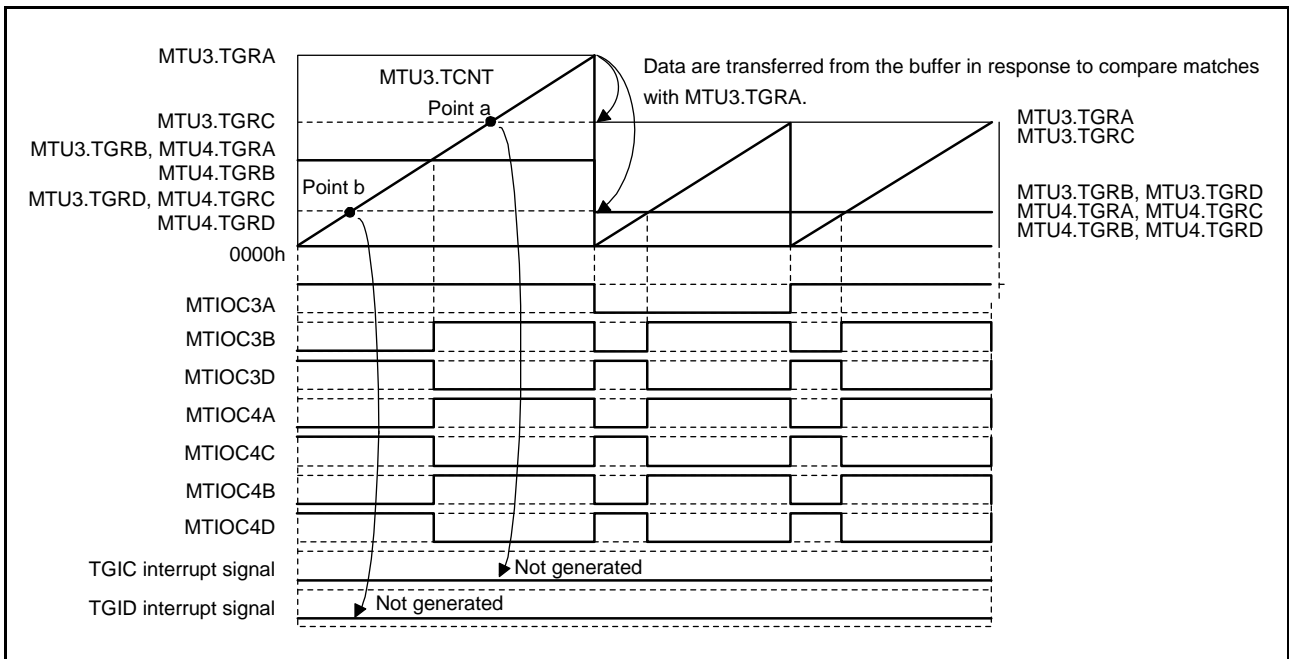 MTU3.TGRA
MTU3.TCNT
Data are transferred from the buffer in response to compare matches
with MTU3.TGRA.
Point a
MTU3.TGRC
MTU3.TGRA
MTU3.TGRC
MTU3.TGRB, MTU4.TGRA
MTU4.TGRB
Point b
MTU3.TGRD, MTU4.TGRC
MTU4.TGRD
MTU3.TGRB, MTU3.TGRD
MTU4.TGRA, MTU4.TGRC
MTU4.TGRB, MTU4.TGRD
0000h
MTIOC3A
MTIOC3B
MTIOC3D
MTIOC4A
MTIOC4C
MTIOC4B
MTIOC4D
TGIC interrupt signal
Not generated
TGID interrupt signal
Not generated